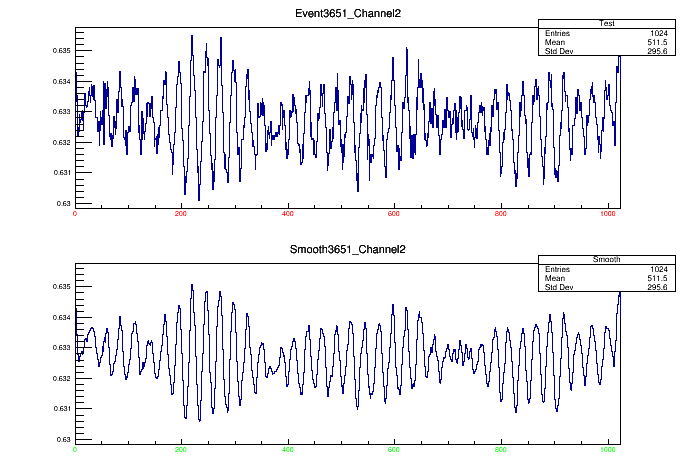 Event3651_Channel2
Test
Entries 1024
Mean 511.5
Std Dev 295.6
0.635
0.634
0.633
0.632
0.631
0.63
0 200 400 600 800 1000
Smooth3651_Channel2
Smooth
Entries 1024
Mean 511.5
Std Dev 295.6
0.635
0.634
0.633
0.632
0.631
0.63
0 200 400 600 800 1000